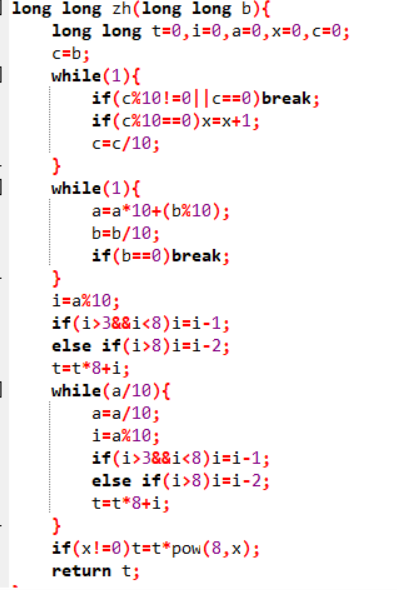 long long zh(long long b){
long long t=0,i=0,a=0,x=0,c=0;
c=b;
while(1){
if(c%10!=0||c==0)break;
if(c%10==0)x=x+1;
c=c/10;
}
while(1){
a=a*10+(b%10);
b=b/10;
if(b==0)break;
}
i=a%10;
if(i>3&&i<8)i=i-1;
else if(i>8)i=i-2;
t=t*8+i;
while(a/10){
a=a/10;
i=a%10;
if(i>3&&i<8)i=i-1;
else if(i>8)i=i-2;
t=t*8+i;
}
if(x!=0)t=t*pow(8,x);
return t;